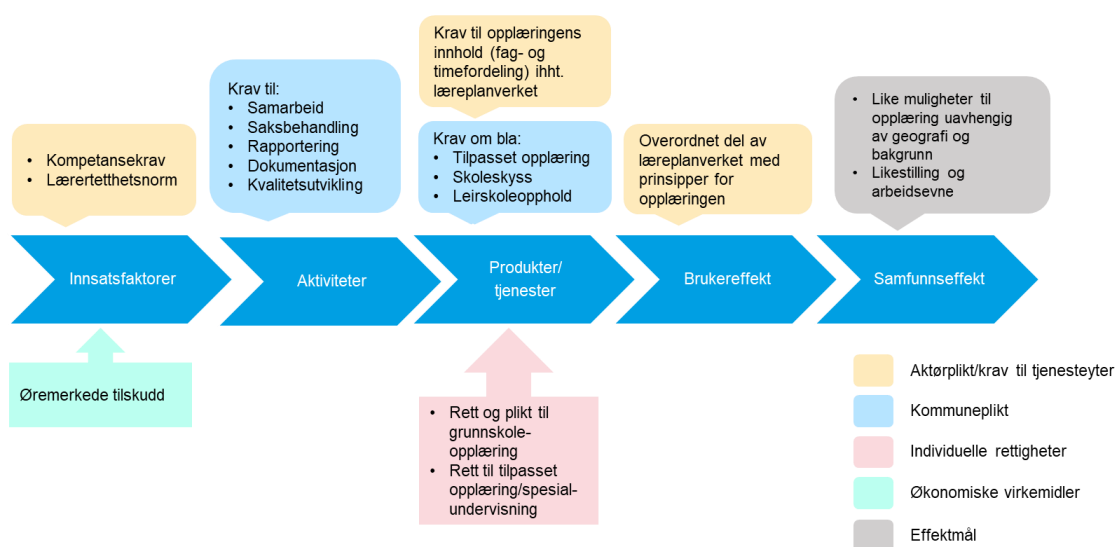 Krav til opplæringens
innhold (fag- og
timefordeling) ihht.
læreplanverket
Krav til:
• Samarbeid
• Saksbehandling
• Rapportering
• Dokumentasjon
• Kvalitetsutvikling
• Kompetansekrav
• Lærertetthetsnorm
Krav om bla:
• Tilpasset opplæring
• Skoleskyss
• Leirskoleopphold
Overordnet del av
læreplanverket med
prinsipper for
opplæringen
• Like muligheter til
opplæring uavhengig
av geografi og
bakgrunn
• Likestilling og
arbeidsevne
Innsatsfaktorer
Aktiviteter
Produkter/
tjenester
Brukereffekt
Samfunnseffekt
Øremerkede tilskudd
• Rett og plikt til
grunnskole-
opplæring
• Rett til tilpasset
opplæring/spesial-
undervisning
Aktørplikt/krav til tjenesteyter
Kommuneplikt
Individuelle rettigheter
Økonomiske virkemidler
Effektmål